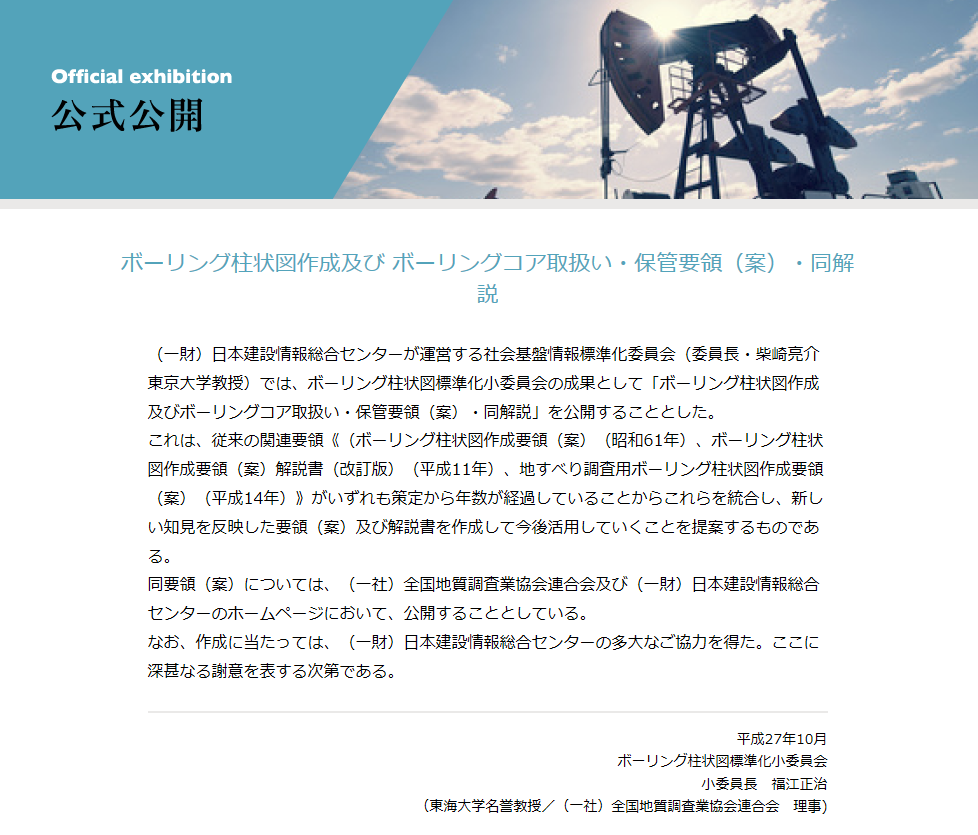 Official exhibition
公式公開
ボーリング柱状図作成及び ボーリングコア取扱い・保管要領（案）・同解
説
（一財）日本建設情報総合センターが運営する社会基盤情報標準化委員会（委員長・柴崎亮介
東京大学教授）では、ボーリング柱状図標準化小委員会の成果として「ボーリング柱状図作成
及びボーリングコア取扱い・保管要領（案）・同解説」を公開することとした。
これは、従来の関連要領《（ボーリング柱状図作成要領（案）（昭和61年）、ボーリング柱状
図作成要領（案）解説書（改訂版）（平成11年）、地すべり調査用ボーリング柱状図作成要領
（案）（平成14年）》がいずれも策定から年数が経過していることからこれらを統合し、新し
い知見を反映した要領（案）及び解説書を作成して今後活用していくことを提案するものであ
る。
同要領（案）については、（一社）全国地質調査業協会連合会及び（一財）日本建設情報総合
センターのホームページにおいて、公開することとしている。
なお、作成に当たっては、（一財）日本建設情報総合センターの多大なご協力を得た。ここに
深甚なる謝意を表する次第である。
平成27年10月
ボーリング柱状図標準化小委員会
小委員長　福江正治
（東海大学名誉教授／（一社）全国地質調査業協会連合会　理事)